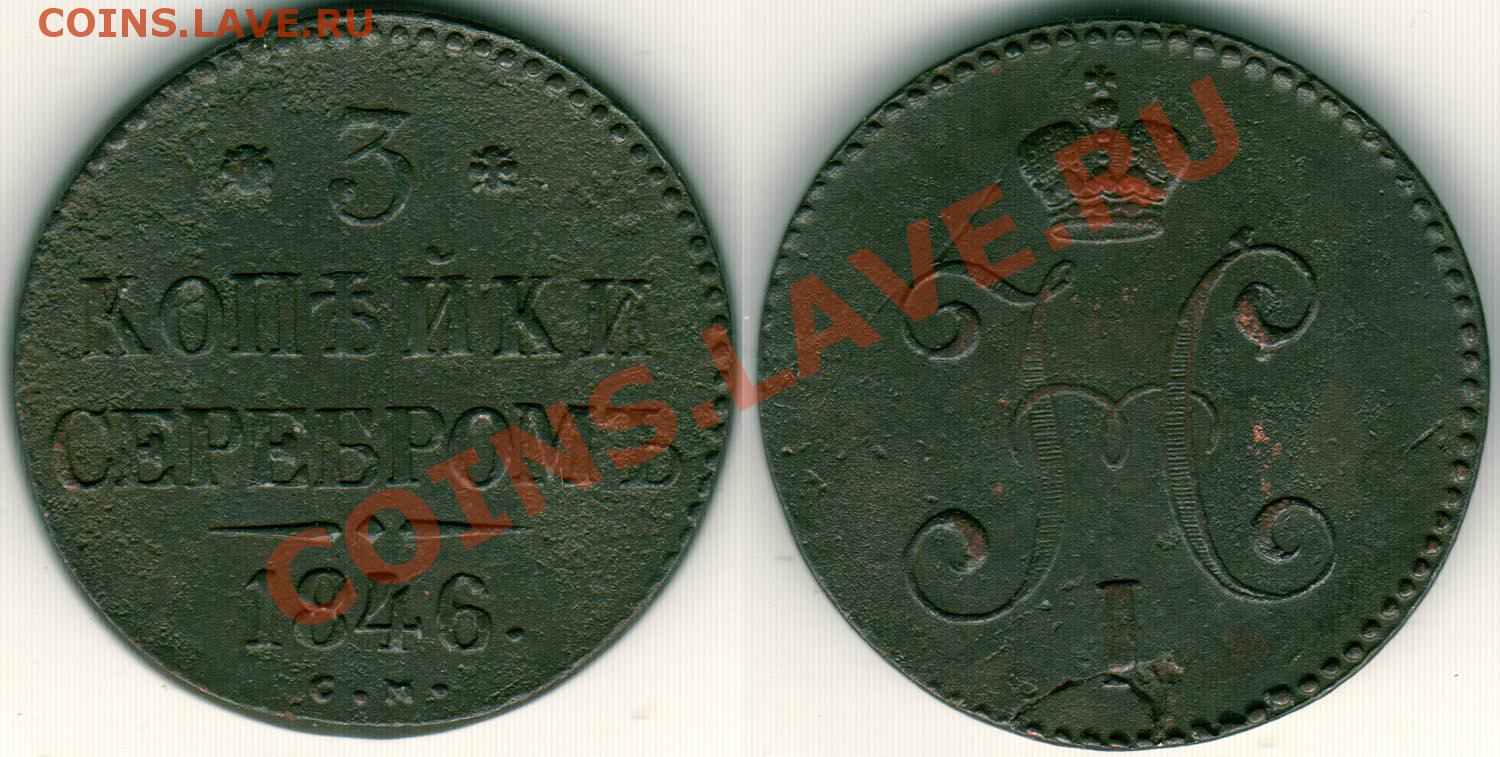 COINS.LAVE.RU
3
КОПѢЙКИ
СЕРЕБРОМЪ
1846.
С.М.
I
COINS.LAVE.RU